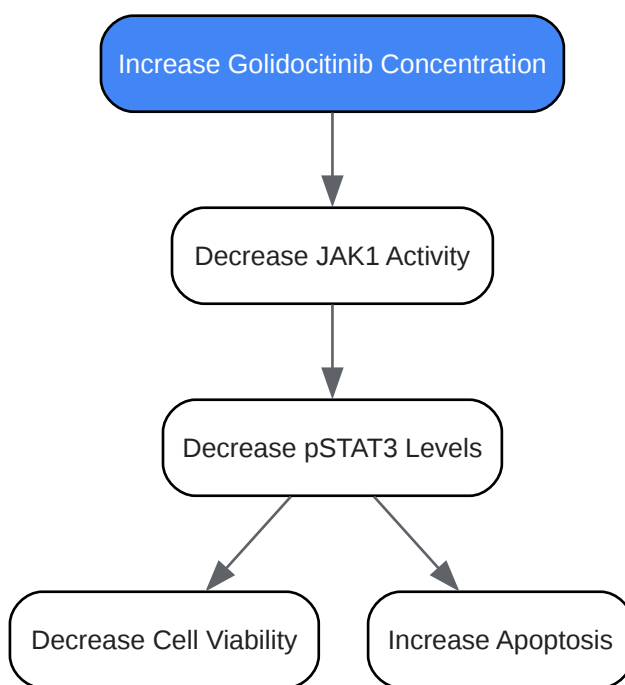 Increase Golidocitinib Concentration
Decrease JAK1 Activity
Decrease pSTAT3 Levels
Decrease Cell Viability
Increase Apoptosis